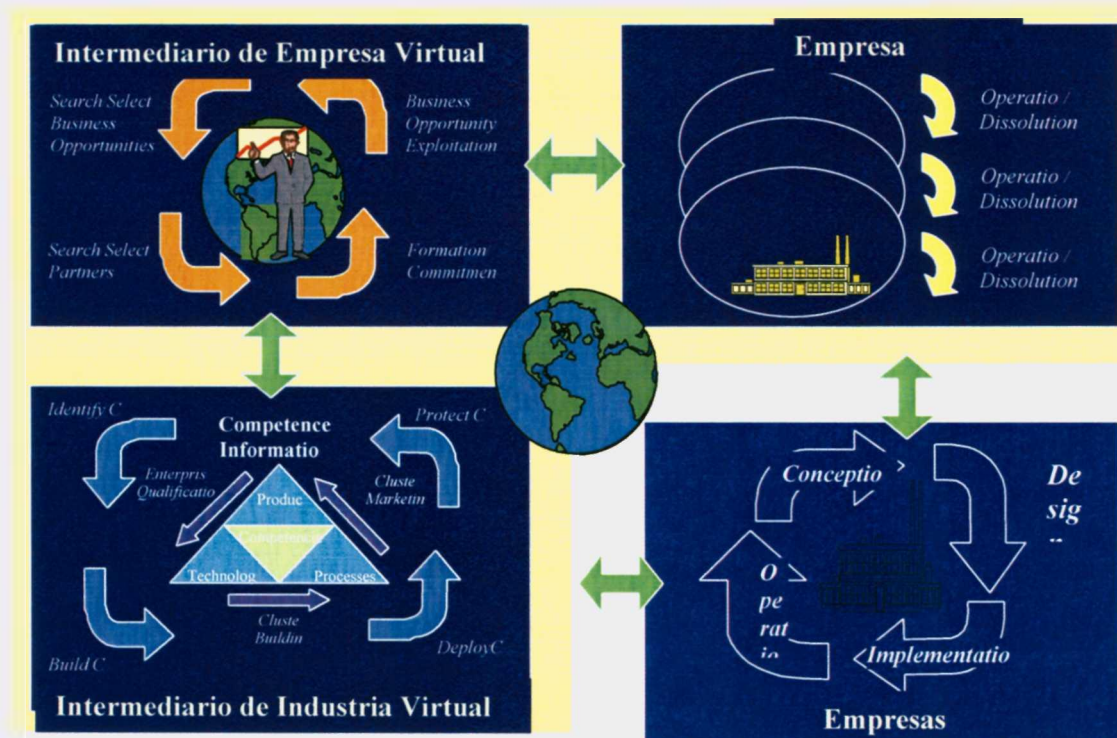 Intermediario de Empresa Virtual
Search Select
Business
Opportunities
Business
Opportunity
Exploitation
Search Select
Partners
Formation
Commitmen
Empresa
Operatio /
Dissolution
Operatio /
Dissolution
Operatio /
Dissolution
Identify C
Competence
Informatio
Protect C
Enterpris
Qualificatio
Cluste
Marketin
Produc
Competencie
Technolog
Processes
Cluste
Buildin
Build C
DeployC
Intermediario de Industria Virtual
Conceptio
De
sig
O
pe
rat
io
Implementatio
Empresas